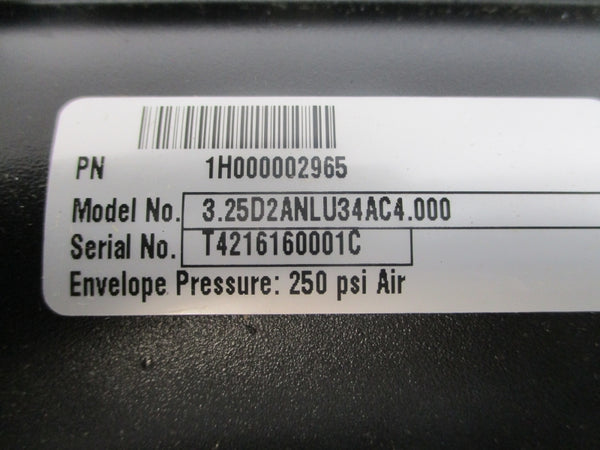 PN 1H000002965
Model No. 3.25D2ANLU34AC4.000
Serial No. T4216160001C
Envelope Pressure: 250 psi Air